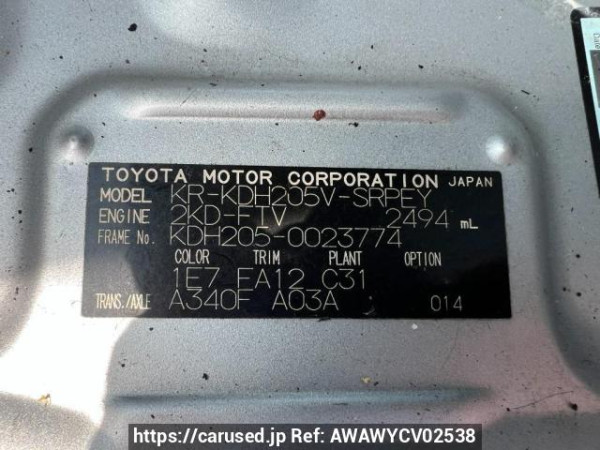 TOYOTA MOTOR CORPORATION JAPAN
MODEL KR-KDH205V-SRPEY
ENGINE 2KD-FTV 2494 mL
FRAME No. KDH205-0023774
COLOR TRIM PLANT OPTION
1E7 FA12 C31
TRANS./AXLE A340F A03A 014
https://carused.jp Ref: AWAWYCV02538